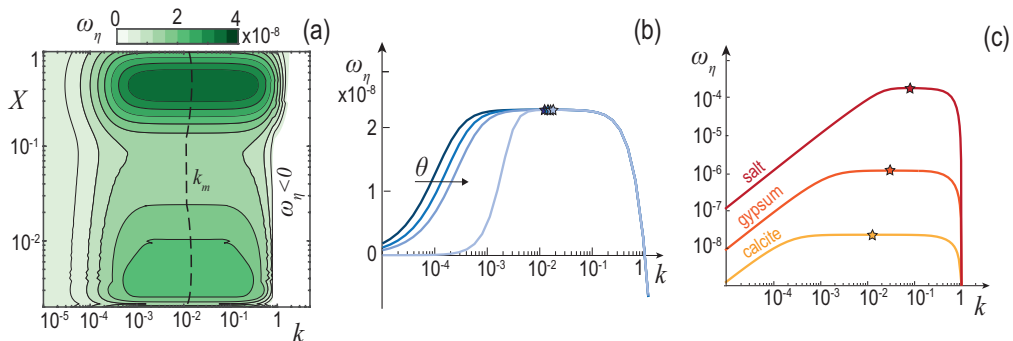 ω_η 0 2 4 ×10⁻⁸
X
1
10⁻¹
10⁻²
k_m
ω_η<0
10⁻⁵ 10⁻⁴ 10⁻³ 10⁻² 10⁻¹ 1
k
(b)
ω_η
×10⁻⁸
2
1
0
θ
10⁻⁴ 10⁻³ 10⁻² 10⁻¹ 1
k
(c)
ω_η
10⁻⁴
10⁻⁵
10⁻⁶
10⁻⁷
10⁻⁸
salt
gypsum
calcite
10⁻⁴ 10⁻³ 10⁻² 10⁻¹ 1
k
(a)